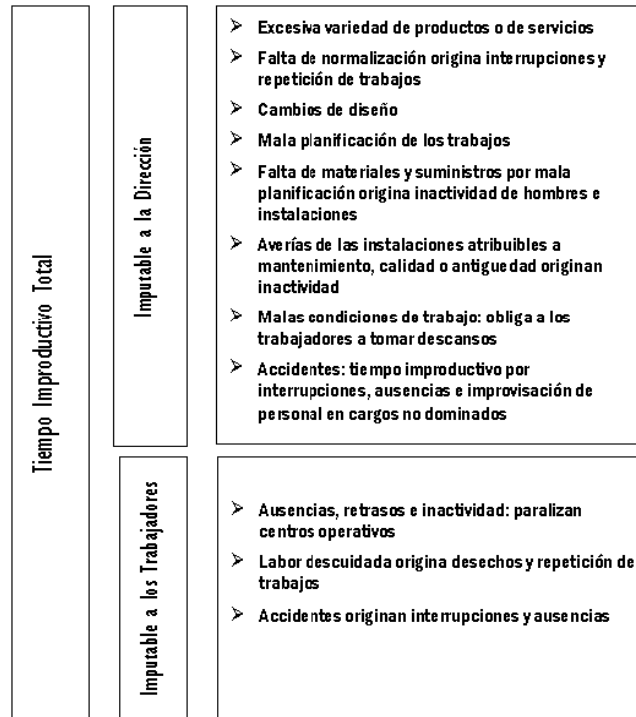 Tiempo Improductivo Total
Imputable a la Dirección
➢ Excesiva variedad de productos o de servicios
➢ Falta de normalización origina interrupciones y
repetición de trabajos
➢ Cambios de diseño
➢ Mala planificación de los trabajos
➢ Falta de materiales y suministros por mala
planificación origina inactividad de hombres e
instalaciones
➢ Averías de las instalaciones atribuibles a
mantenimiento, calidad o antiguedad originan
inactividad
➢ Malas condiciones de trabajo: obliga a los
trabajadores a tomar descansos
➢ Accidentes: tiempo improductivo por
interrupciones, ausencias e improvisación de
personal en cargos no dominados
Imputable a los Trabajadores
➢ Ausencias, retrasos e inactividad: paralizan
centros operativos
➢ Labor descuidada origina desechos y repetición de
trabajos
➢ Accidentes originan interrupciones y ausencias